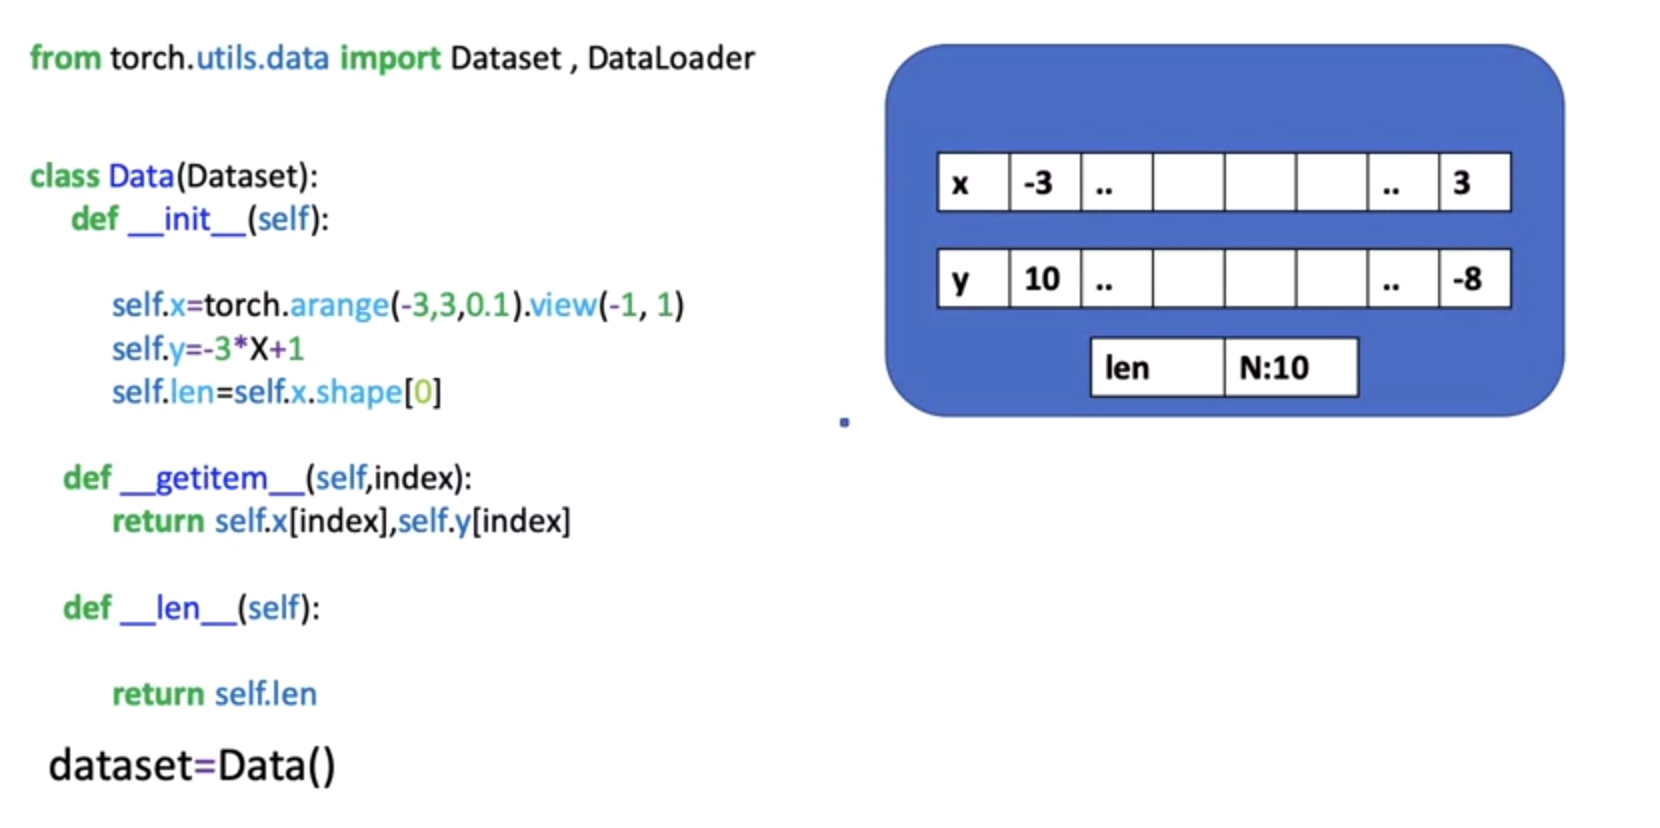 from torch.utils.data import Dataset , DataLoader
class Data(Dataset):
def __init__(self):
self.x=torch.arange(-3,3,0.1).view(-1, 1)
self.y=-3*X+1
self.len=self.x.shape[0]
def __getitem__(self,index):
return self.x[index],self.y[index]
def __len__(self):
return self.len
dataset=Data()
x -3 .. .. 3
y 10 .. .. -8
len N:10